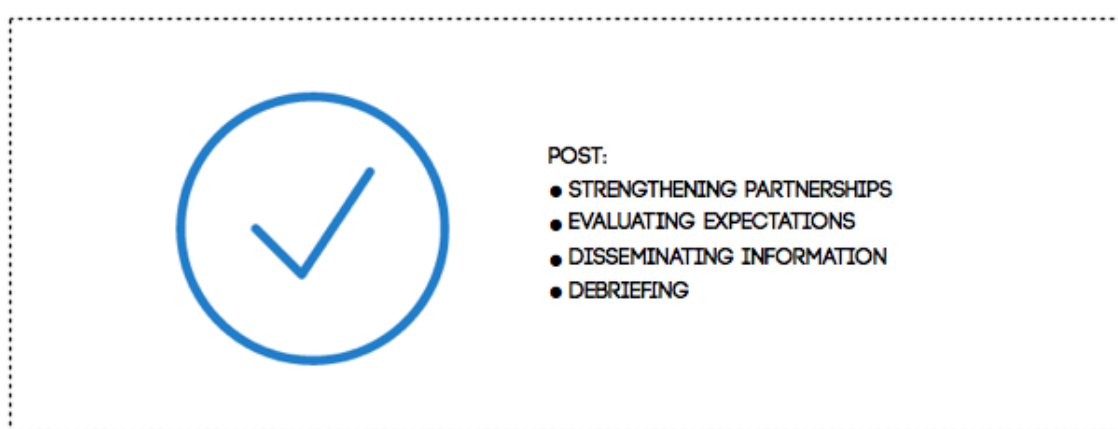 POST:
• STRENGTHENING PARTNERSHIPS
• EVALUATING EXPECTATIONS
• DISSEMINATING INFORMATION
• DEBRIEFING